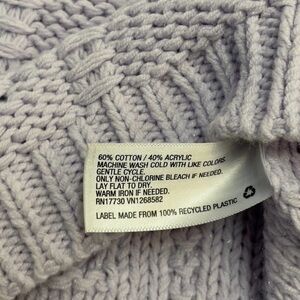 60% COTTON / 40% ACRYLIC
MACHINE WASH COLD WITH LIKE COLORS.
GENTLE CYCLE.
ONLY NON-CHLORINE BLEACH IF NEEDED.
LAY FLAT TO DRY.
WARM IRON IF NEEDED.
RN17730 VN1268582
LABEL MADE FROM 100% RECYCLED PLASTIC